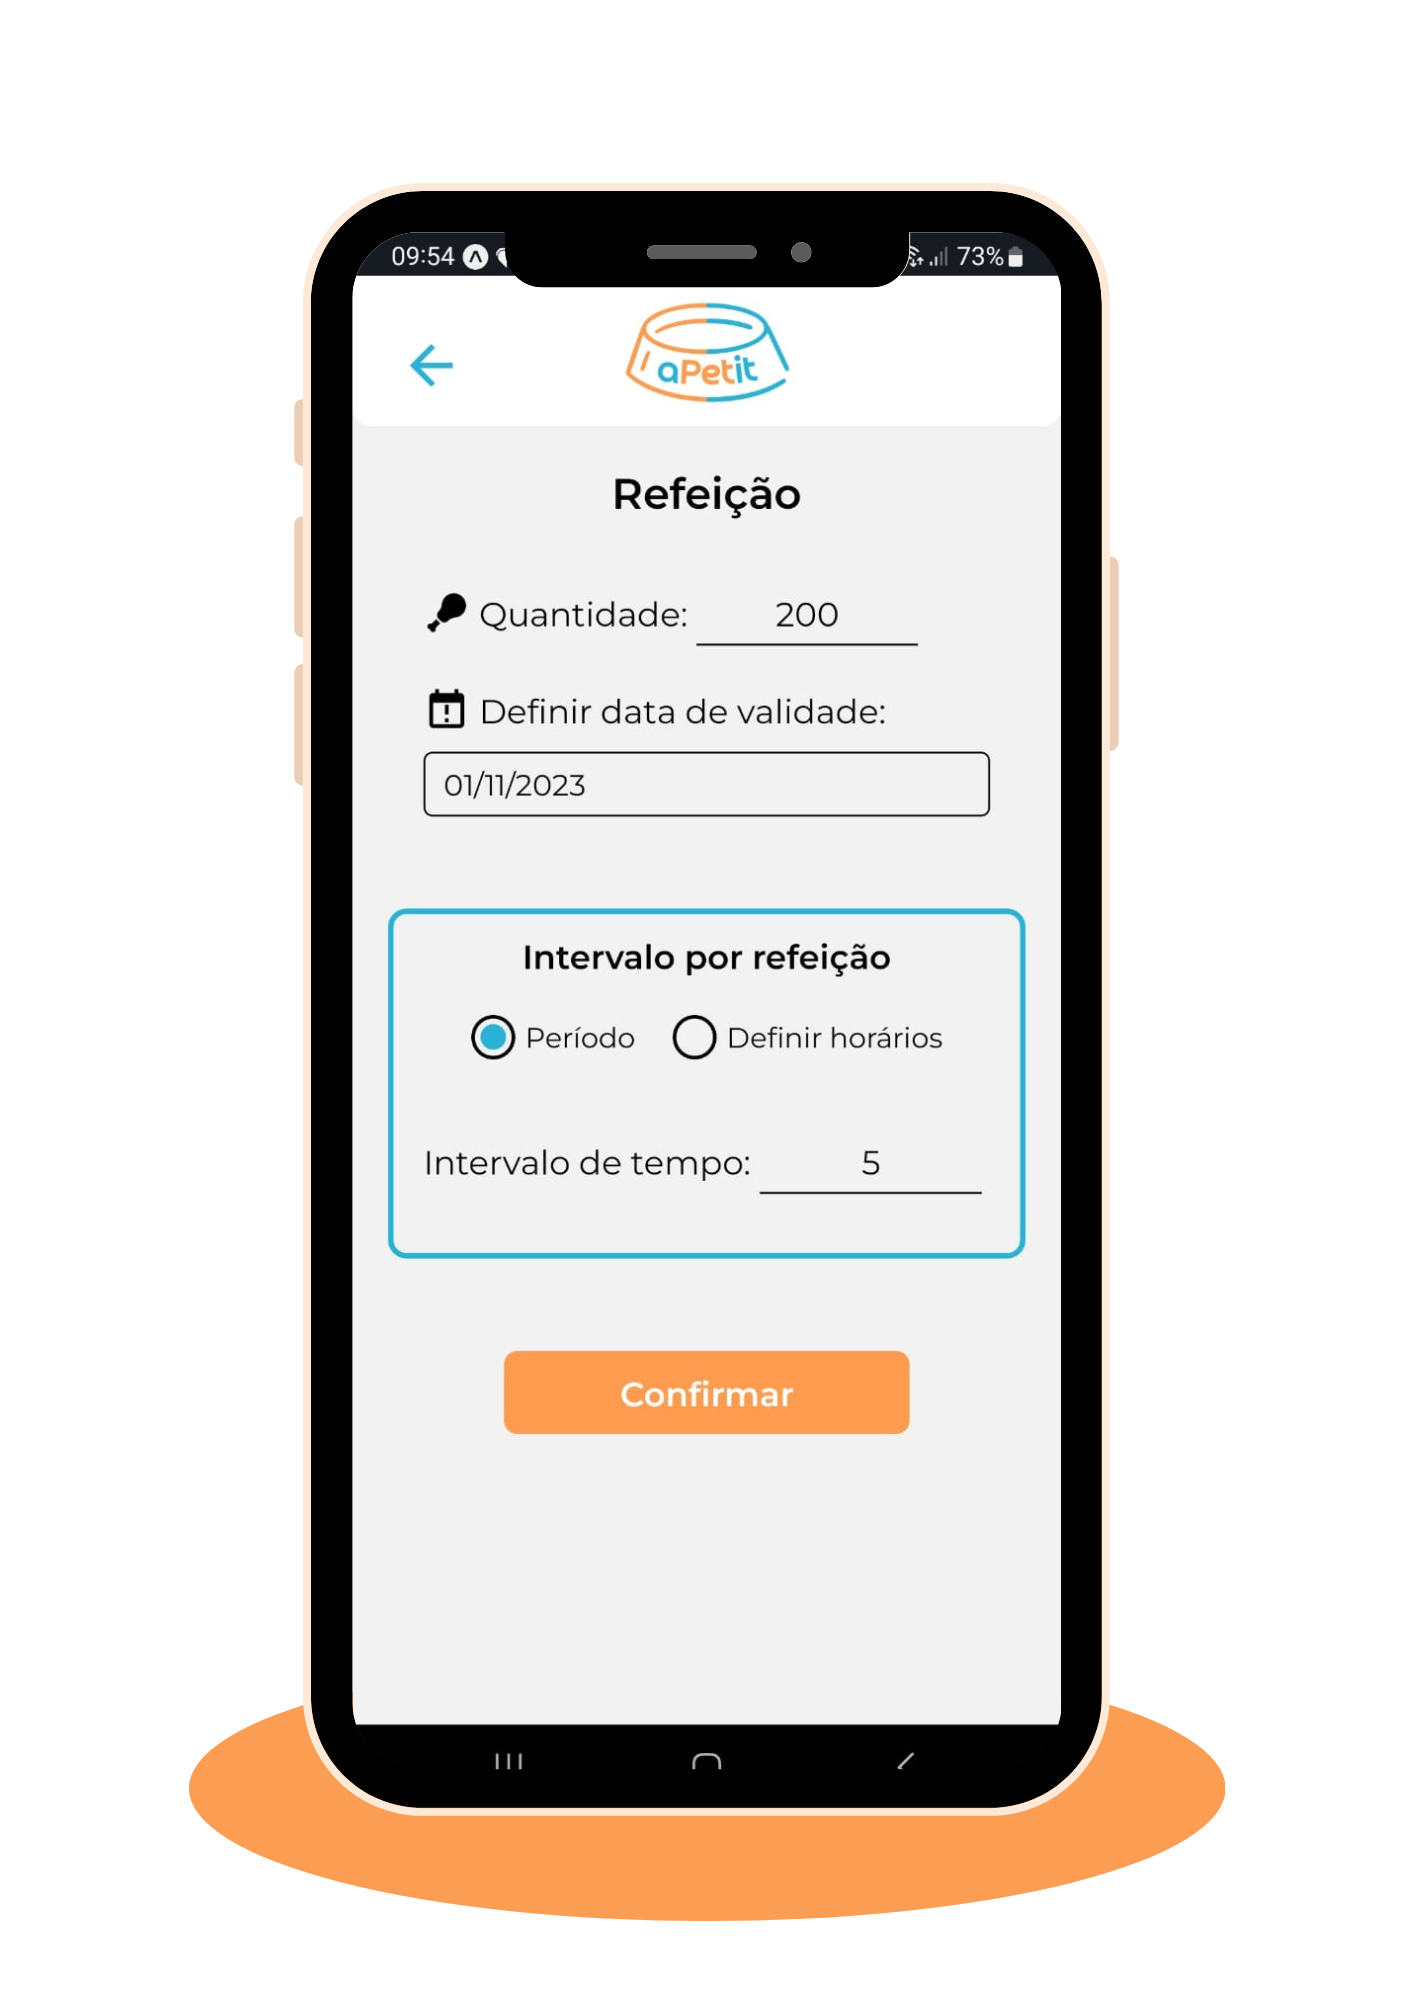 09:54 73%
aPetit
Refeição
Quantidade: 200
Definir data de validade:
01/11/2023
Intervalo por refeição
Período Definir horários
Intervalo de tempo: 5
Confirmar